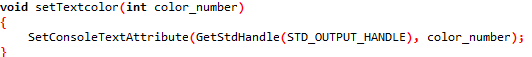 void setTextcolor(int color_number)
{
    SetConsoleTextAttribute(GetStdHandle(STD_OUTPUT_HANDLE), color_number);
}